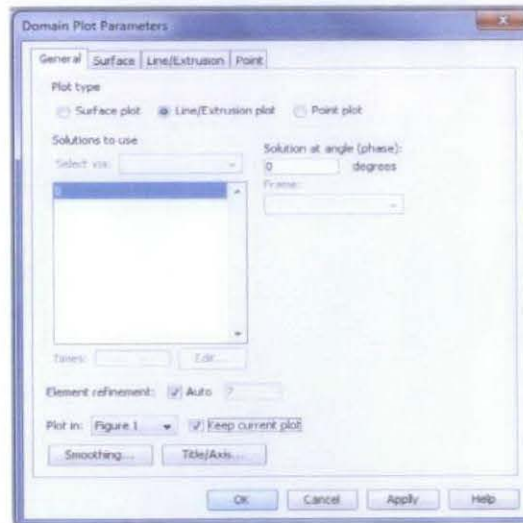 Domain Plot Parameters
General Surface Line/Extrusion Point
Plot type
Surface plot Line/Extrusion plot Point plot
Solutions to use
Solution at angle (phase):
Select via:
0 degrees
Frame:
Times: Edit...
Element refinement: Auto
Plot in: Figure 1 Keep current plot
Smoothing... Title/Axis...
OK Cancel Apply Help